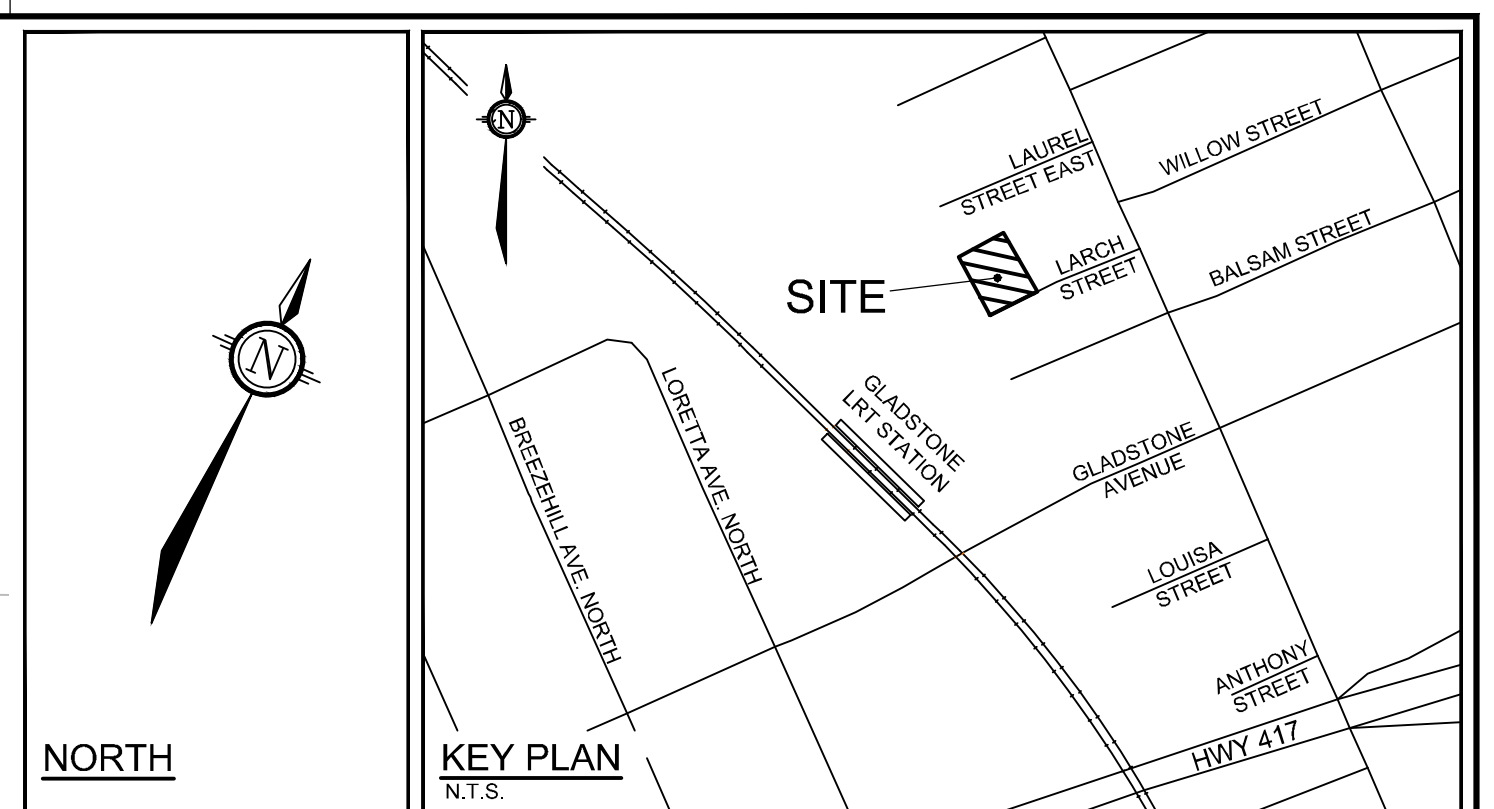 N
NORTH
N
LAUREL
STREET EAST
WILLOW STREET
LARCH
STREET
BALSAM STREET
SITE
GLADSTONE
LRT STATION
LORETTA AVE. NORTH
BREEZEHILL AVE. NORTH
GLADSTONE
AVENUE
LOUISA
STREET
ANTHONY
STREET
HWY 417
KEY PLAN
N.T.S.